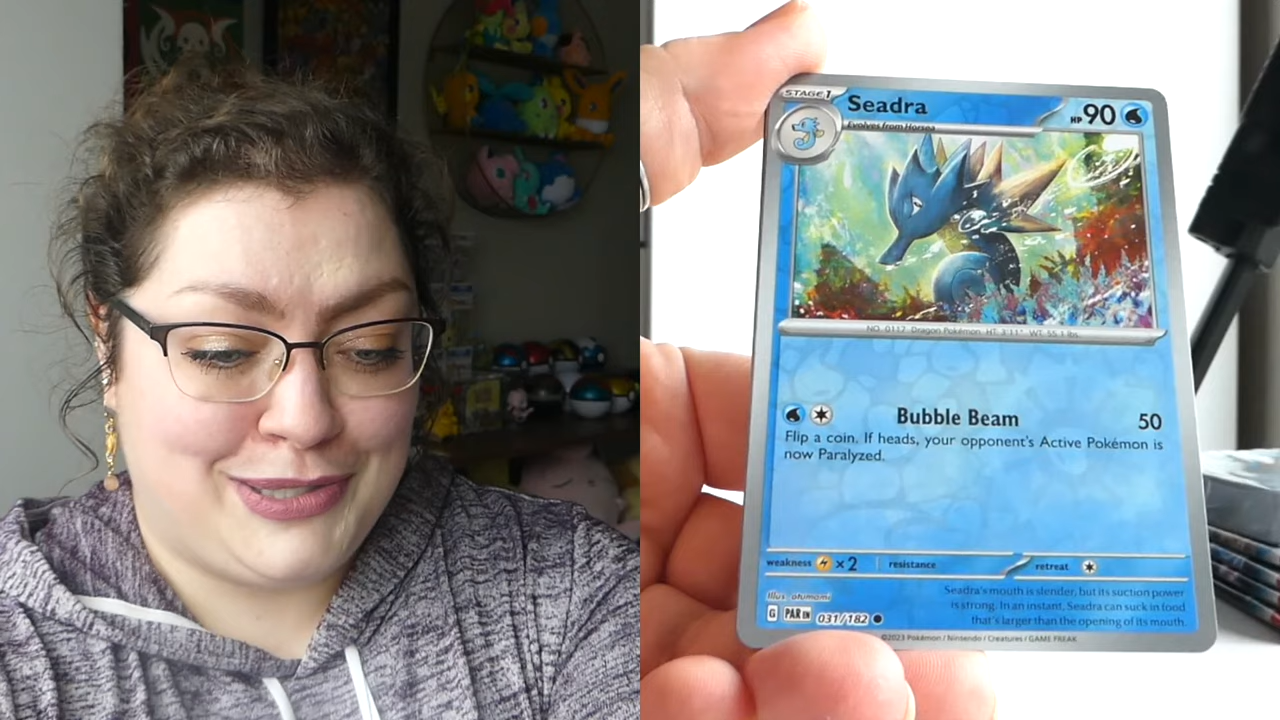 STAGE 1
Seadra
HP 90
Evolves from Horsea
NO. 0117 Dragon Pokémon HT: 3'11" WT: 55.1 lbs.
Bubble Beam 50
Flip a coin. If heads, your opponent's Active Pokémon is
now Paralyzed.
weakness ×2 resistance retreat
Illus. otumami
G PAR EN 031/182
Seadra's mouth is slender, but its suction power
is strong. In an instant, Seadra can suck in food
that's larger than the opening of its mouth.
©2023 Pokémon / Nintendo / Creatures / GAME FREAK